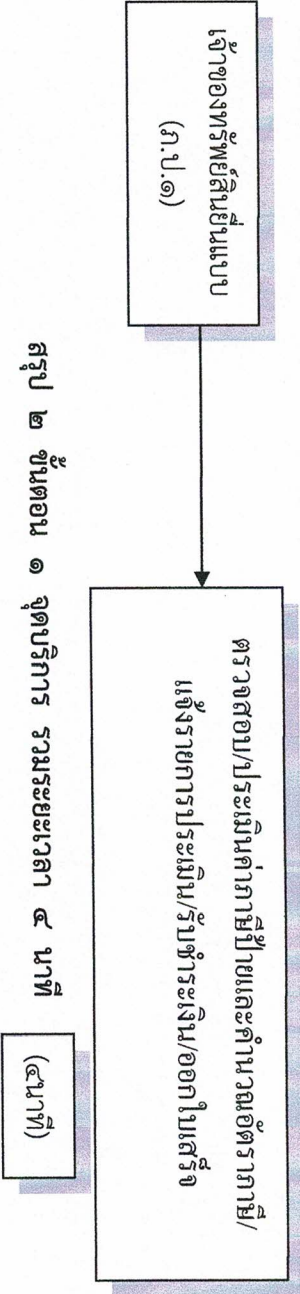 เจ้าของทรัพย์สินยื่นแบบ
(ภ.ป.๑)
ตรวจสอบ/ประเมินค่าภาษีป้ายและคำนวณอัตราภาษี/
แจ้งรายการประเมิน/รับชำระเงิน/ออกใบเสร็จ
(๔นาที)
สรุป ๒ ขั้นตอน ๑ จุดบริการ รวมระยะเวลา ๔ นาที